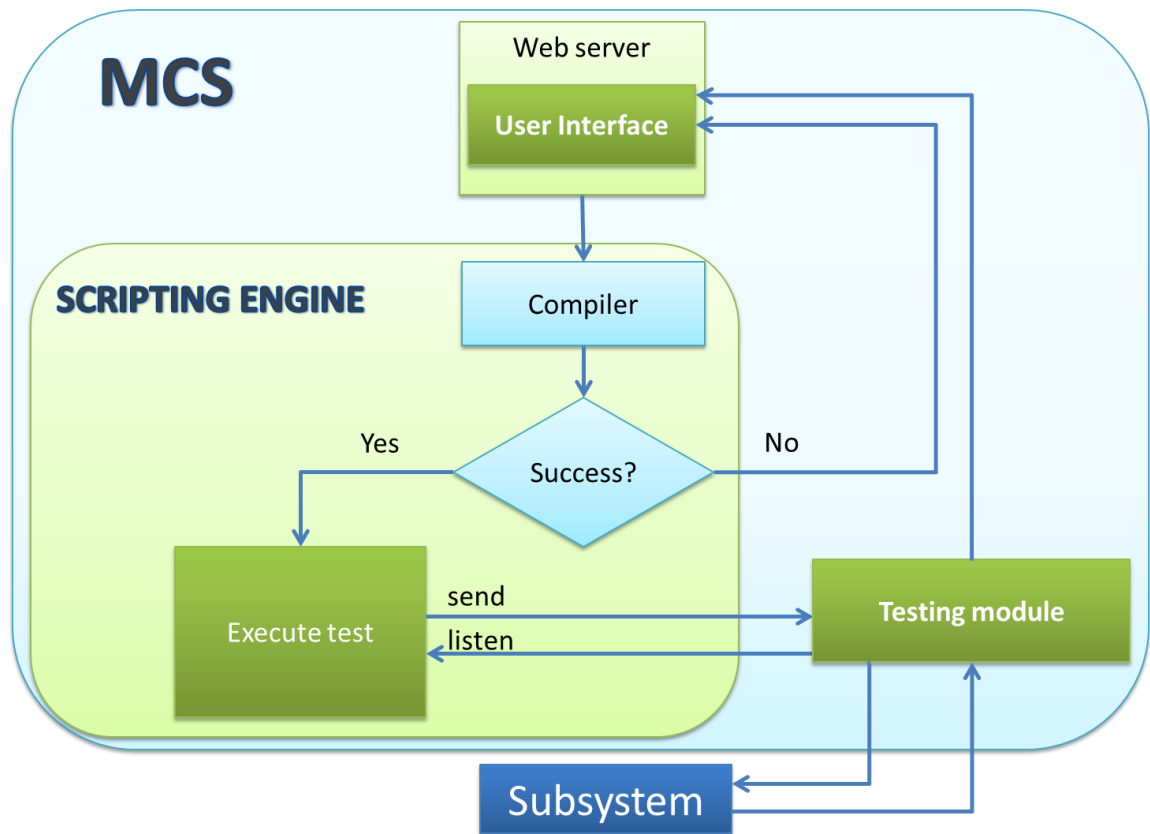 MCS
Web server
User Interface
SCRIPTING ENGINE
Compiler
Yes
Success?
No
send
Execute test
listen
Testing module
Subsystem